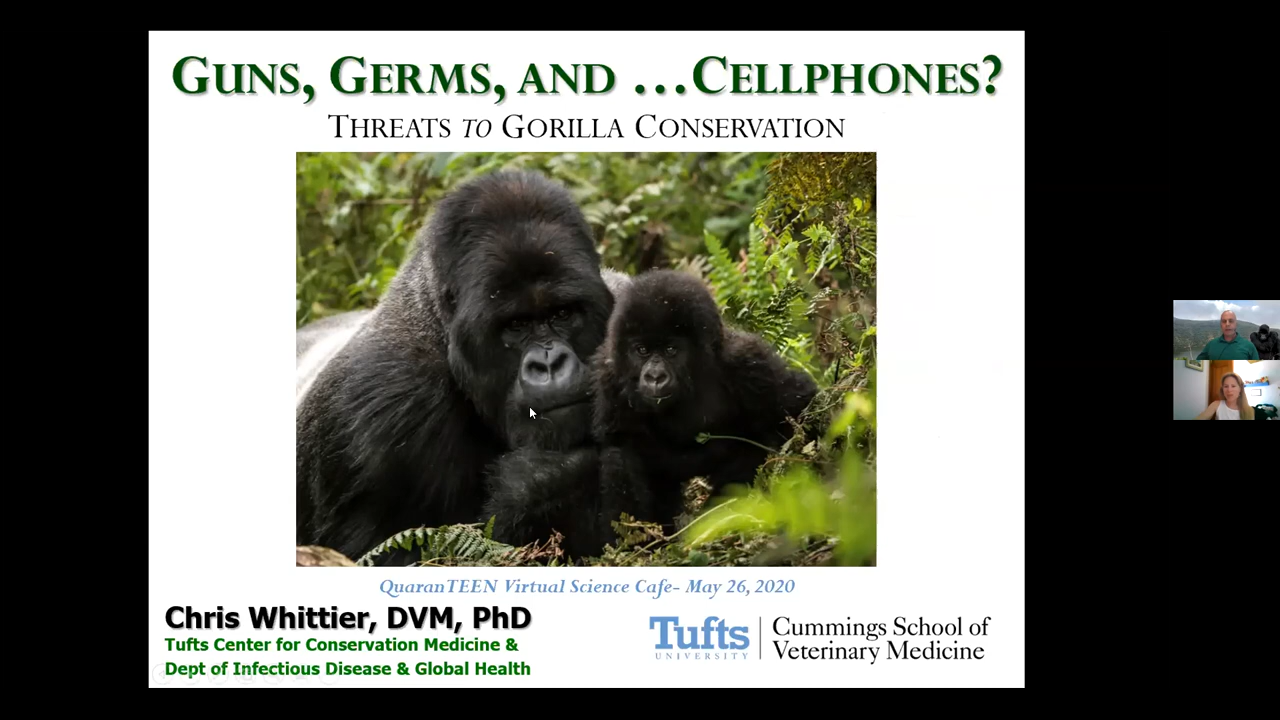 GUNS, GERMS, AND ...CELLPHONES?
THREATS TO GORILLA CONSERVATION
QuaranTEEN Virtual Science Cafe- May 26, 2020
Chris Whittier, DVM, PhD
Tufts Center for Conservation Medicine &
Dept of Infectious Disease & Global Health
Tufts
UNIVERSITY
Cummings School of
Veterinary Medicine